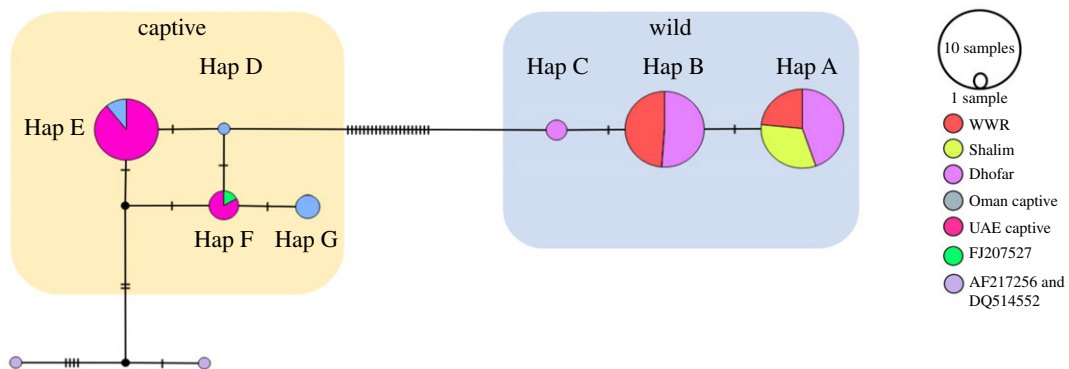 captive
wild
Hap D
Hap C
Hap B
Hap A
Hap E
Hap F
Hap G
10 samples
1 sample
WWR
Shalim
Dhofar
Oman captive
UAE captive
FJ207527
AF217256 and
DQ514552